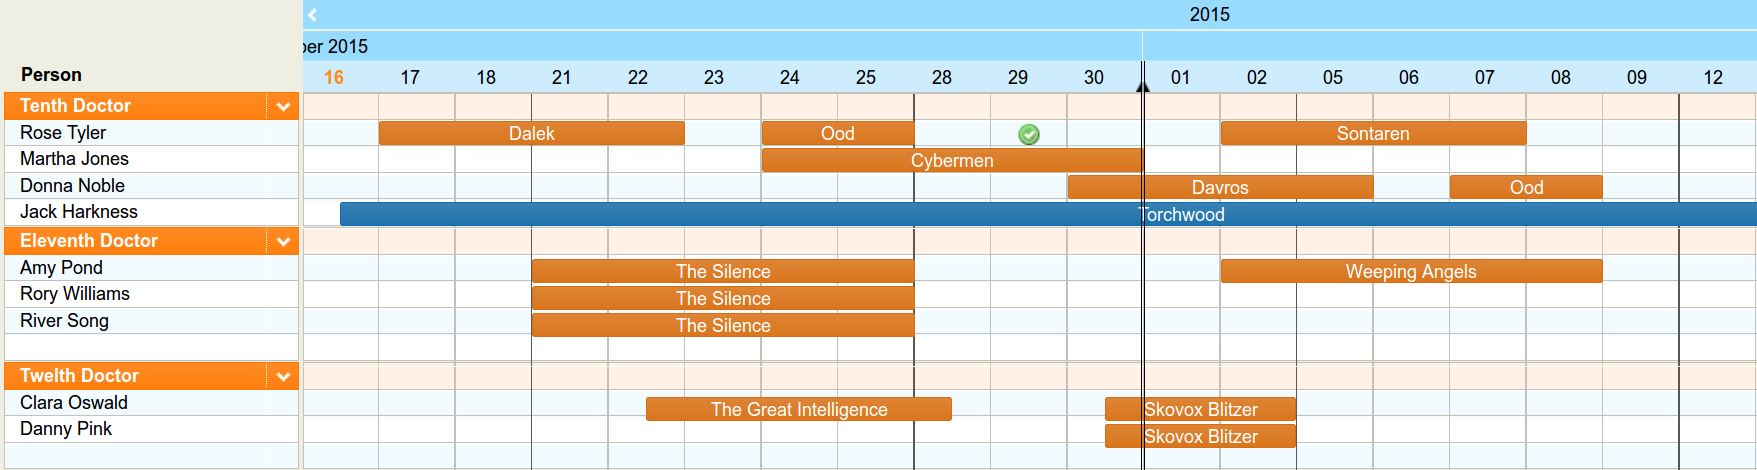 2015
ber 2015
Person 16 17 18 21 22 23 24 25 28 29 30 01 02 05 06 07 08 09 12
Tenth Doctor
Rose Tyler Dalek Ood Sontaren
Martha Jones Cybermen
Donna Noble Davros Ood
Jack Harkness Torchwood
Eleventh Doctor
Amy Pond The Silence Weeping Angels
Rory Williams The Silence
River Song The Silence
Twelth Doctor
Clara Oswald The Great Intelligence Skovox Blitzer
Danny Pink Skovox Blitzer